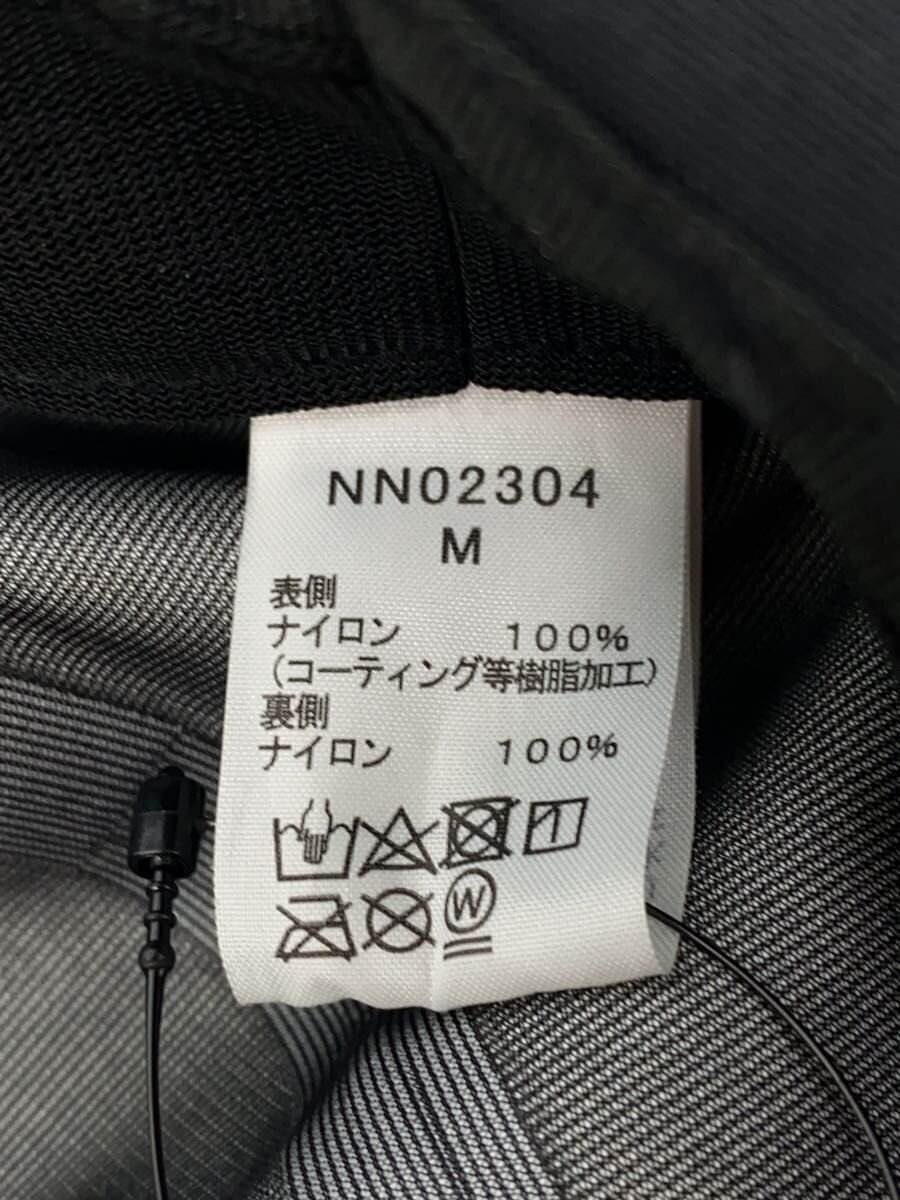 NN02304
M
表側
ナイロン 100%
(コーティング等樹脂加工)
裏側
ナイロン 100%
W